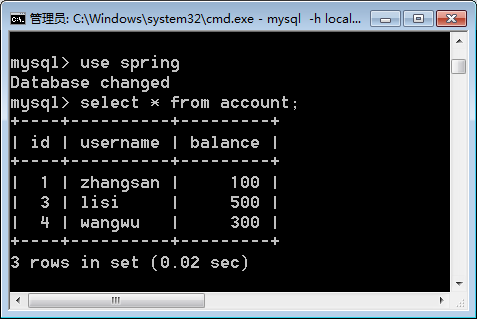 管理员: C:\Windows\system32\cmd.exe - mysql  -h local...
mysql> use spring
Database changed
mysql> select * from account;
+----+----------+---------+
| id | username | balance |
+----+----------+---------+
|  1 | zhangsan |     100 |
|  3 | lisi     |     500 |
|  4 | wangwu   |     300 |
+----+----------+---------+
3 rows in set (0.02 sec)